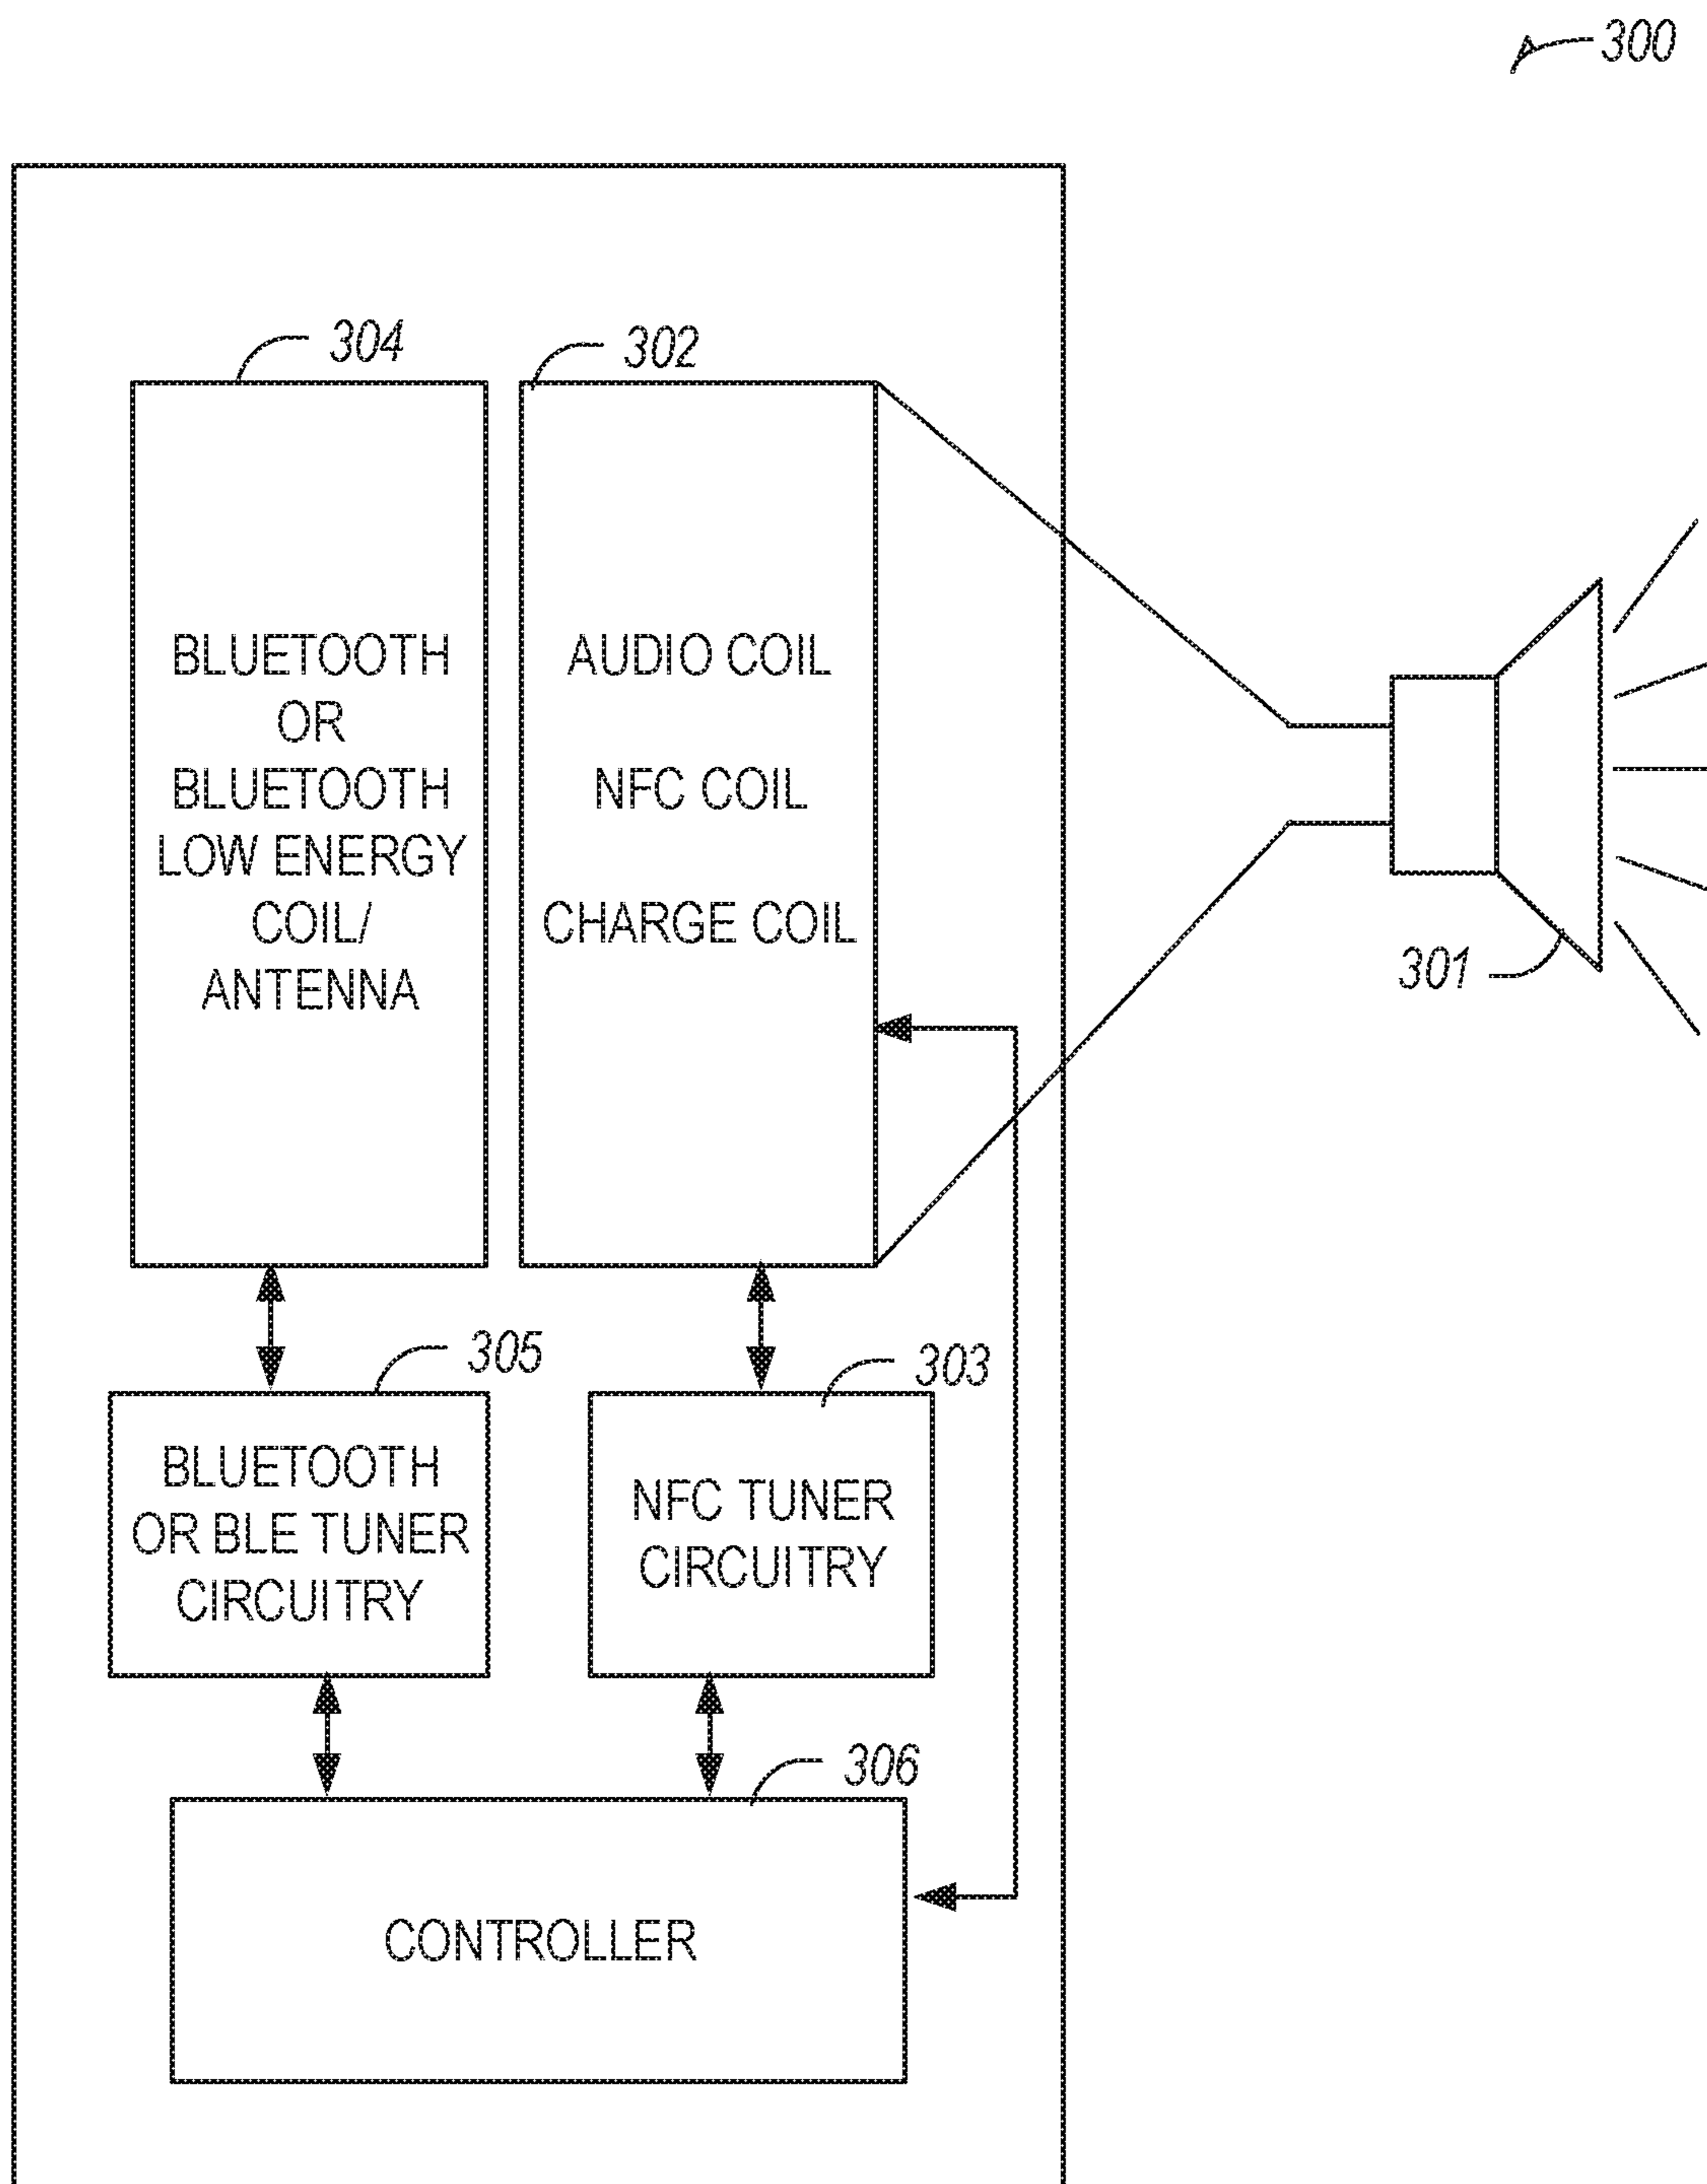 300
304
302
BLUETOOTH
OR
BLUETOOTH
LOW ENERGY
COIL/
ANTENNA
AUDIO COIL
NFC COIL
CHARGE COIL
301
305
303
BLUETOOTH
OR BLE TUNER
CIRCUITRY
NFC TUNER
CIRCUITRY
306
CONTROLLER